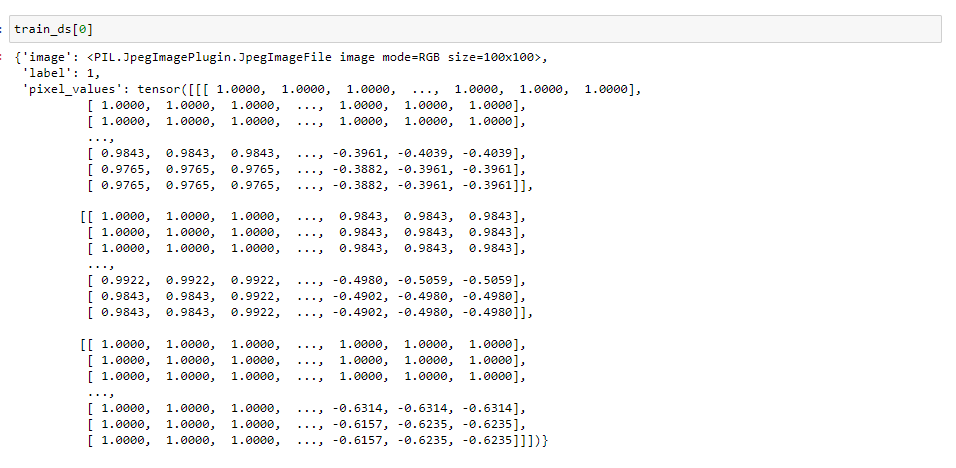 train_ds[0]
{'image': <PIL.JpegImagePlugin.JpegImageFile image mode=RGB size=100x100>,
 'label': 1,
 'pixel_values': tensor([[[ 1.0000,  1.0000,  1.0000,  ...,  1.0000,  1.0000,  1.0000],
          [ 1.0000,  1.0000,  1.0000,  ...,  1.0000,  1.0000,  1.0000],
          [ 1.0000,  1.0000,  1.0000,  ...,  1.0000,  1.0000,  1.0000],
          ...,
          [ 0.9843,  0.9843,  0.9843,  ..., -0.3961, -0.4039, -0.4039],
          [ 0.9765,  0.9765,  0.9765,  ..., -0.3882, -0.3961, -0.3961],
          [ 0.9765,  0.9765,  0.9765,  ..., -0.3882, -0.3961, -0.3961]],
         [[ 1.0000,  1.0000,  1.0000,  ...,  0.9843,  0.9843,  0.9843],
          [ 1.0000,  1.0000,  1.0000,  ...,  0.9843,  0.9843,  0.9843],
          [ 1.0000,  1.0000,  1.0000,  ...,  0.9843,  0.9843,  0.9843],
          ...,
          [ 0.9922,  0.9922,  0.9922,  ..., -0.4980, -0.5059, -0.5059],
          [ 0.9843,  0.9843,  0.9922,  ..., -0.4902, -0.4980, -0.4980],
          [ 0.9843,  0.9843,  0.9922,  ..., -0.4902, -0.4980, -0.4980]],
         [[ 1.0000,  1.0000,  1.0000,  ...,  1.0000,  1.0000,  1.0000],
          [ 1.0000,  1.0000,  1.0000,  ...,  1.0000,  1.0000,  1.0000],
          [ 1.0000,  1.0000,  1.0000,  ...,  1.0000,  1.0000,  1.0000],
          ...,
          [ 1.0000,  1.0000,  1.0000,  ..., -0.6314, -0.6314, -0.6314],
          [ 1.0000,  1.0000,  1.0000,  ..., -0.6157, -0.6235, -0.6235],
          [ 1.0000,  1.0000,  1.0000,  ..., -0.6157, -0.6235, -0.6235]]])}